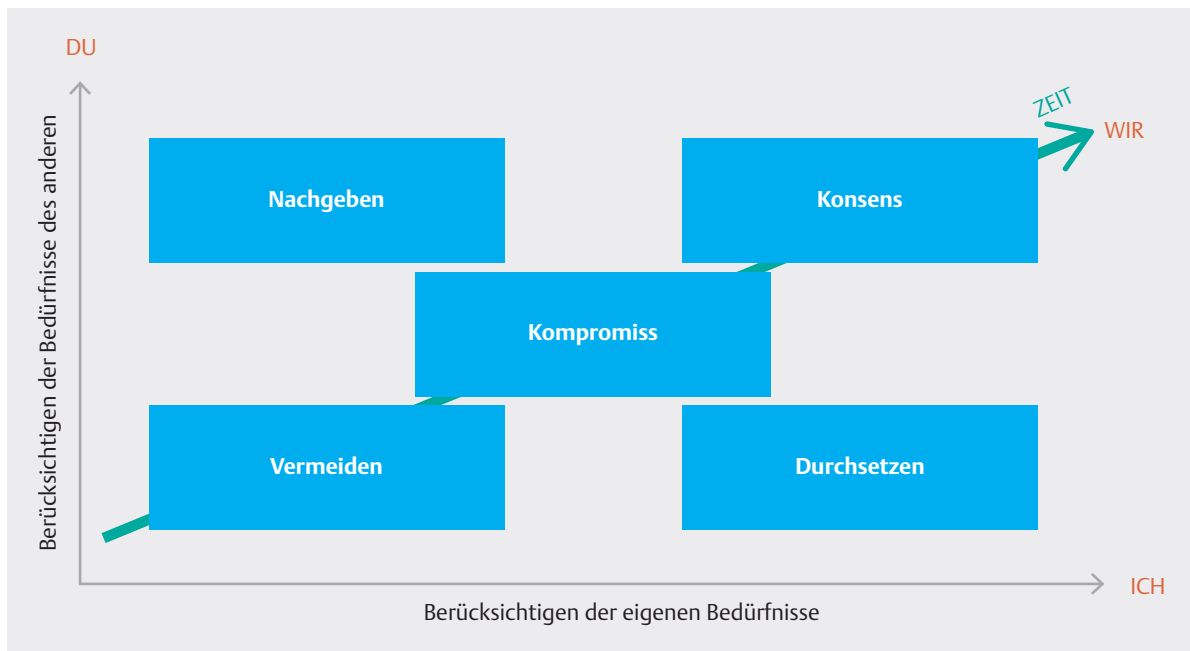 DU
ZEIT
WIR
Berücksichtigen der Bedürfnisse des anderen
Nachgeben
Konsens
Kompromiss
Vermeiden
Durchsetzen
ICH
Berücksichtigen der eigenen Bedürfnisse